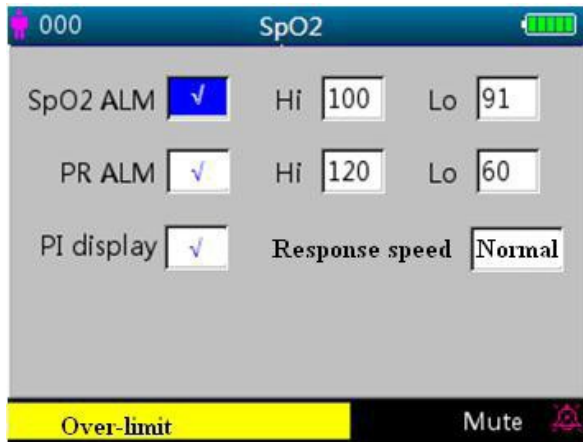 000 SpO2
SpO2 ALM √ Hi 100 Lo 91
PR ALM √ Hi 120 Lo 60
PI display √ Response speed Normal
Over-limit Mute